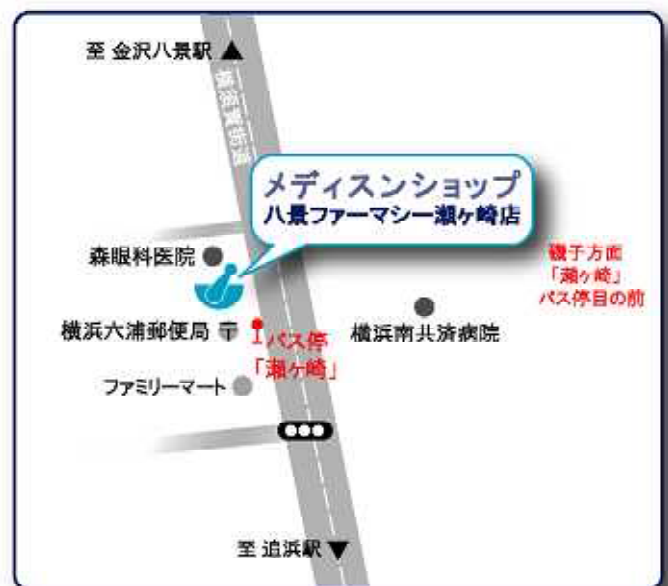 至 金沢八景駅▲
横須賀街道
メディスンショップ
八景ファーマシー瀬ヶ崎店
森眼科医院
磯子方面
「瀬ヶ崎」
バス停目の前
横浜六浦郵便局 〒
バス停
「瀬ヶ崎」
横浜南共済病院
ファミリーマート
至 追浜駅▼